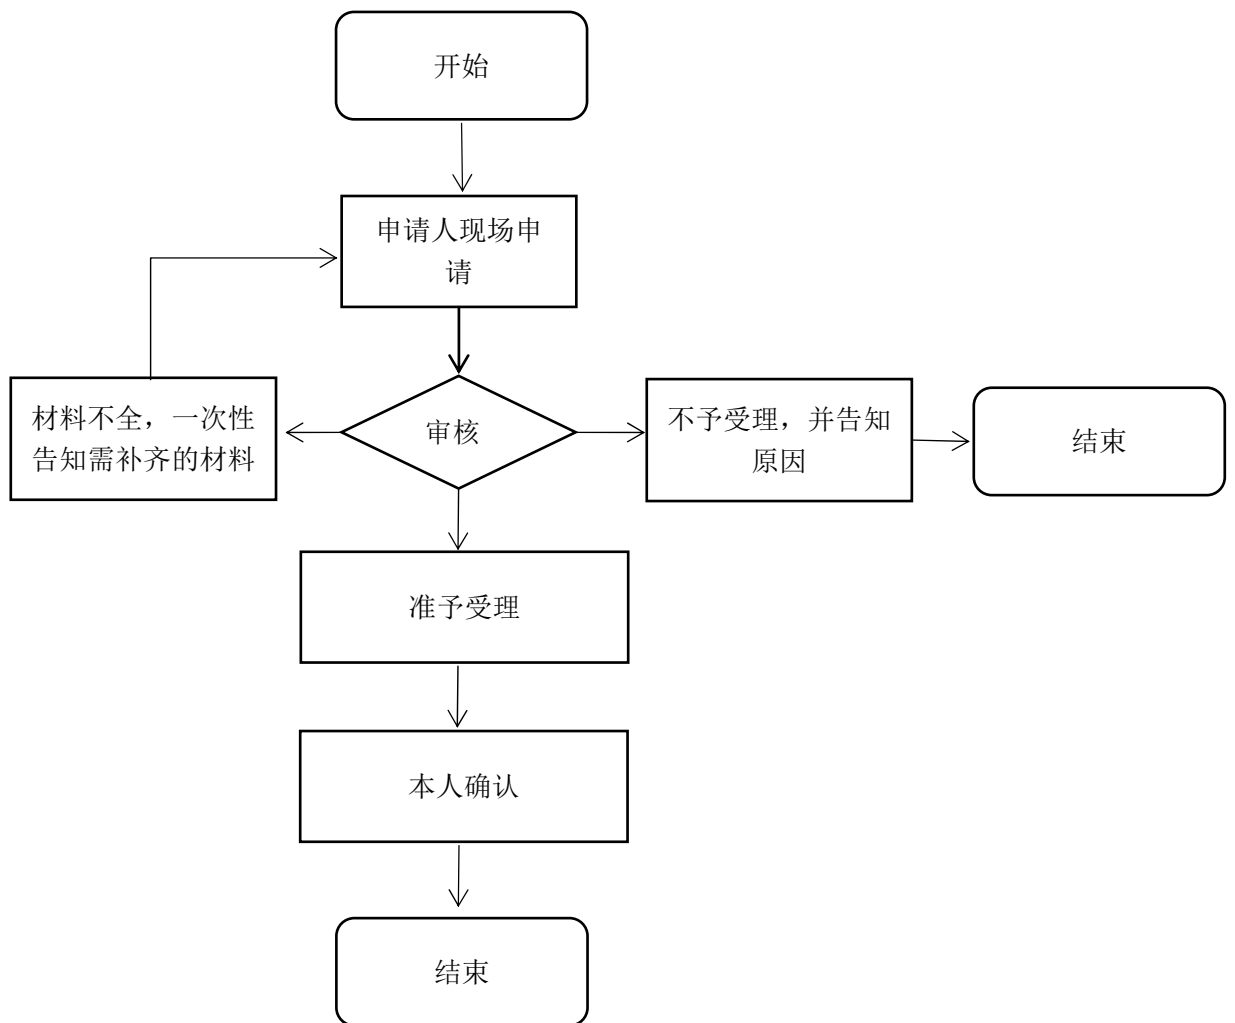 开始
申请人现场申
请
材料不全，一次性
告知需补齐的材料
审核
不予受理，并告知
原因
结束
准予受理
本人确认
结束